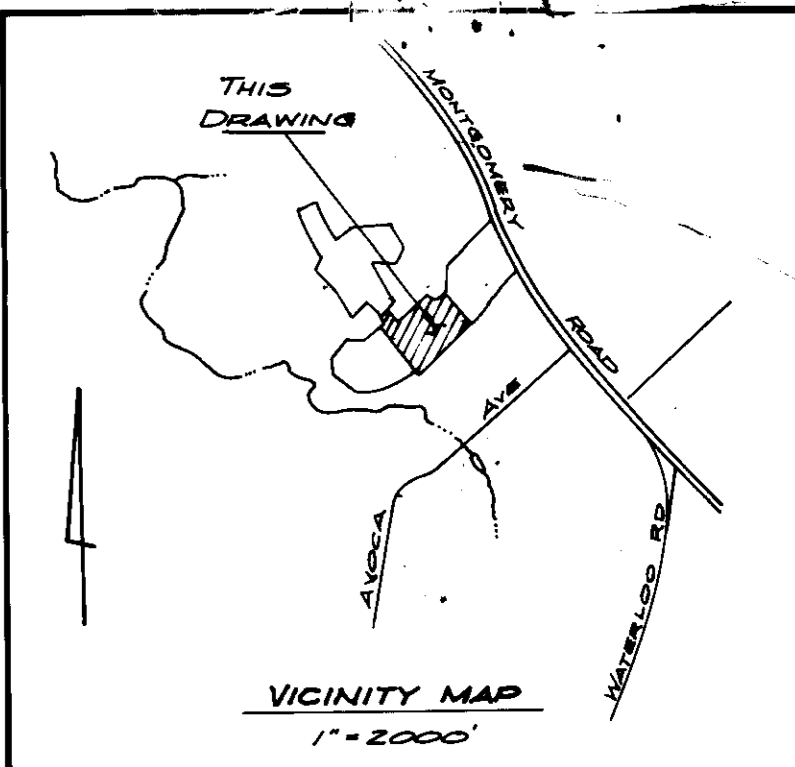 THIS
DRAWING
MONTGOMERY
ROAD
AVE
AVOCA
WATERLOO RD
VICINITY MAP
1" = 2000'